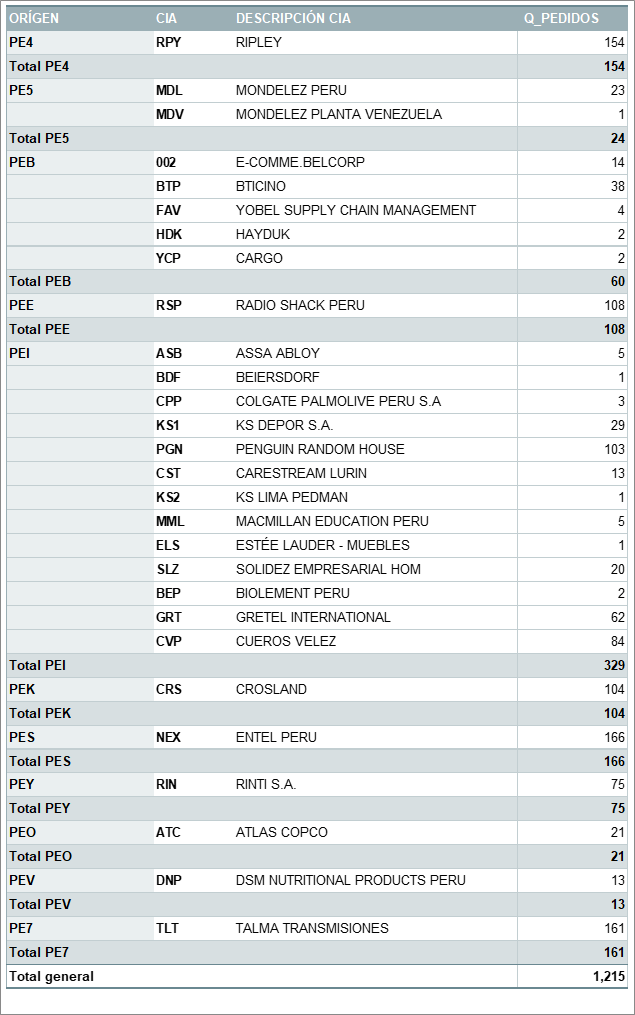 ORÍGEN CIA DESCRIPCIÓN CIA Q_PEDIDOS
PE4 RPY RIPLEY 154
Total PE4 154
PE5 MDL MONDELEZ PERU 23
MDV MONDELEZ PLANTA VENEZUELA 1
Total PE5 24
PEB 002 E-COMME.BELCORP 14
BTP BTICINO 38
FAV YOBEL SUPPLY CHAIN MANAGEMENT 4
HDK HAYDUK 2
YCP CARGO 2
Total PEB 60
PEE RSP RADIO SHACK PERU 108
Total PEE 108
PEI ASB ASSA ABLOY 5
BDF BEIERSDORF 1
CPP COLGATE PALMOLIVE PERU S.A 3
KS1 KS DEPOR S.A. 29
PGN PENGUIN RANDOM HOUSE 103
CST CARESTREAM LURIN 13
KS2 KS LIMA PEDMAN 1
MML MACMILLAN EDUCATION PERU 5
ELS ESTÉE LAUDER - MUEBLES 1
SLZ SOLIDEZ EMPRESARIAL HOM 20
BEP BIOLEMENT PERU 2
GRT GRETEL INTERNATIONAL 62
CVP CUEROS VELEZ 84
Total PEI 329
PEK CRS CROSLAND 104
Total PEK 104
PES NEX ENTEL PERU 166
Total PES 166
PEY RIN RINTI S.A. 75
Total PEY 75
PEO ATC ATLAS COPCO 21
Total PEO 21
PEV DNP DSM NUTRITIONAL PRODUCTS PERU 13
Total PEV 13
PE7 TLT TALMA TRANSMISIONES 161
Total PE7 161
Total general 1,215